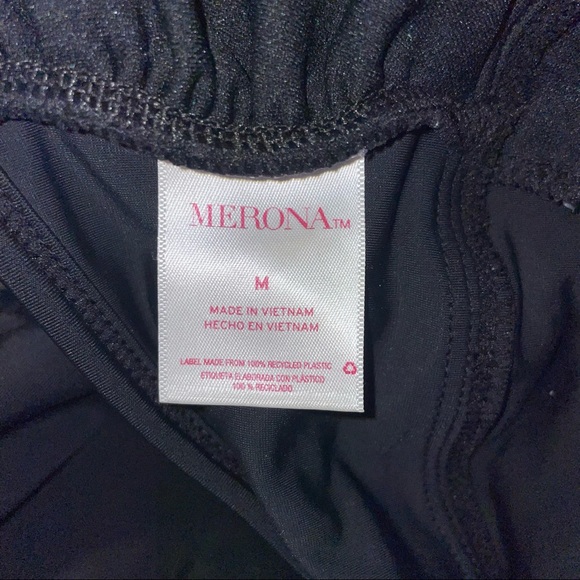 MERONA™
M
MADE IN VIETNAM
HECHO EN VIETNAM
LABEL MADE FROM 100% RECYCLED PLASTIC
ETIQUETA ELABORADA CON PLÁSTICO
100 % RECICLADO.